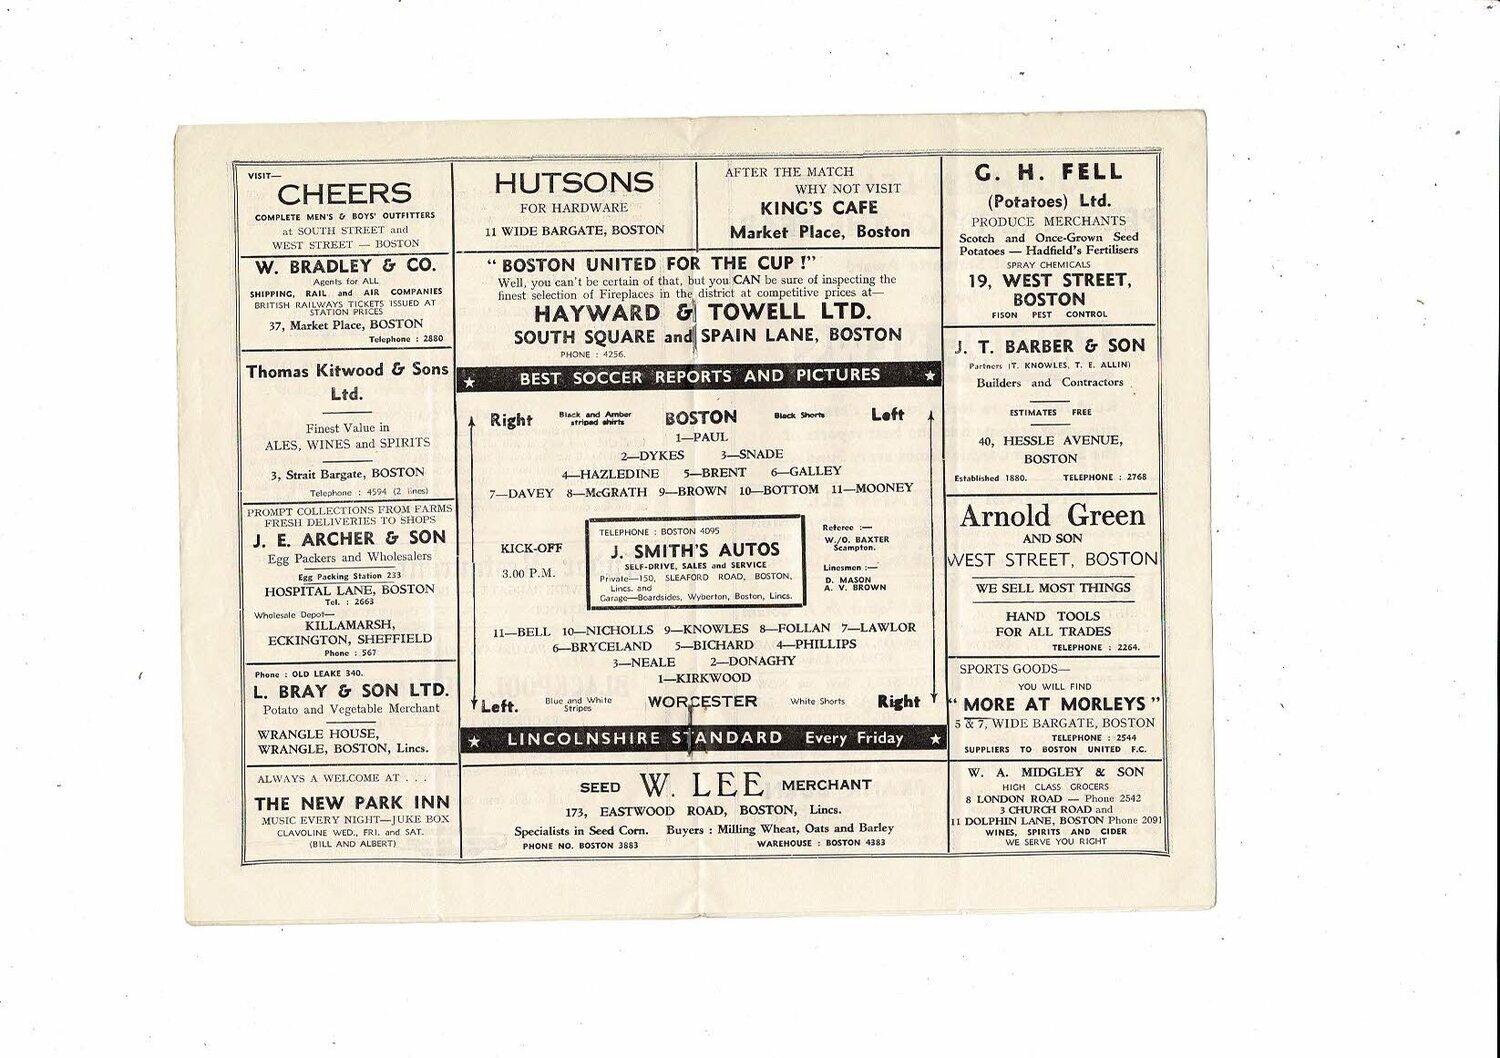 VISIT—
CHEERS
COMPLETE MEN'S & BOYS' OUTFITTERS
at SOUTH STREET and
WEST STREET — BOSTON
W. BRADLEY & CO.
Agents for ALL
SHIPPING, RAIL and AIR COMPANIES
BRITISH RAILWAYS TICKETS ISSUED AT
STATION PRICES
37, Market Place, BOSTON
Telephone : 2880
Thomas Kitwood & Sons
Ltd.
Finest Value in
ALES, WINES and SPIRITS
3, Strait Bargate, BOSTON
Telephone : 4594 (2 lines)
PROMPT COLLECTIONS FROM FARMS
FRESH DELIVERIES TO SHOPS
J. E. ARCHER & SON
Egg Packers and Wholesalers
Egg Packing Station 233
HOSPITAL LANE, BOSTON
Tel. : 2663
Wholesale Depot—
KILLAMARSH,
ECKINGTON, SHEFFIELD
Phone : 567
Phone : OLD LEAKE 340.
L. BRAY & SON LTD.
Potato and Vegetable Merchant
WRANGLE HOUSE,
WRANGLE, BOSTON, Lincs.
ALWAYS A WELCOME AT . . .
THE NEW PARK INN
MUSIC EVERY NIGHT—JUKE BOX
CLAVOLINE WED., FRI. and SAT.
(BILL AND ALBERT)
HUTSONS
FOR HARDWARE
11 WIDE BARGATE, BOSTON
AFTER THE MATCH
WHY NOT VISIT
KING'S CAFE
Market Place, Boston
" BOSTON UNITED FOR THE CUP !"
Well, you can't be certain of that, but you CAN be sure of inspecting the
finest selection of Fireplaces in the district at competitive prices at—
HAYWARD & TOWELL LTD.
SOUTH SQUARE and SPAIN LANE, BOSTON
PHONE : 4256.
★ BEST SOCCER REPORTS AND PICTURES ★
Right Black and Amber striped shirts BOSTON Black Shorts Left
1—PAUL
2—DYKES 3—SNADE
4—HAZLEDINE 5—BRENT 6—GALLEY
7—DAVEY 8—McGRATH 9—BROWN 10—BOTTOM 11—MOONEY
KICK-OFF
3.00 P.M.
TELEPHONE : BOSTON 4095
J. SMITH'S AUTOS
SELF-DRIVE, SALES and SERVICE
Private—150, SLEAFORD ROAD, BOSTON,
Lincs. and
Garage—Boardsides, Wyberton, Boston, Lincs.
Referee :—
W./O. BAXTER
Scampton.
Linesmen :—
D. MASON
A. V. BROWN
11—BELL 10—NICHOLLS 9—KNOWLES 8—FOLLAN 7—LAWLOR
6—BRYCELAND 5—BICHARD 4—PHILLIPS
3—NEALE 2—DONAGHY
1—KIRKWOOD
Left. Blue and White Stripes WORCESTER White Shorts Right
★ LINCOLNSHIRE STANDARD Every Friday ★
SEED W. LEE MERCHANT
173, EASTWOOD ROAD, BOSTON, Lincs.
Specialists in Seed Corn. Buyers : Milling Wheat, Oats and Barley
PHONE NO. BOSTON 3883 WAREHOUSE : BOSTON 4383
G. H. FELL
(Potatoes) Ltd.
PRODUCE MERCHANTS
Scotch and Once-Grown Seed
Potatoes — Hadfield's Fertilisers
SPRAY CHEMICALS
19, WEST STREET,
BOSTON
FISON PEST CONTROL
J. T. BARBER & SON
Partners (T. KNOWLES, T. E. ALLIN)
Builders and Contractors
ESTIMATES FREE
40, HESSLE AVENUE,
BOSTON
Established 1880. TELEPHONE : 2768
Arnold Green
AND SON
WEST STREET, BOSTON
WE SELL MOST THINGS
HAND TOOLS
FOR ALL TRADES
TELEPHONE : 2264.
SPORTS GOODS—
YOU WILL FIND
" MORE AT MORLEYS "
5 & 7, WIDE BARGATE, BOSTON
TELEPHONE : 2544
SUPPLIERS TO BOSTON UNITED F.C.
W. A. MIDGLEY & SON
HIGH CLASS GROCERS
8 LONDON ROAD — Phone 2542
3 CHURCH ROAD and
11 DOLPHIN LANE, BOSTON Phone 2091
WINES, SPIRITS AND CIDER
WE SERVE YOU RIGHT